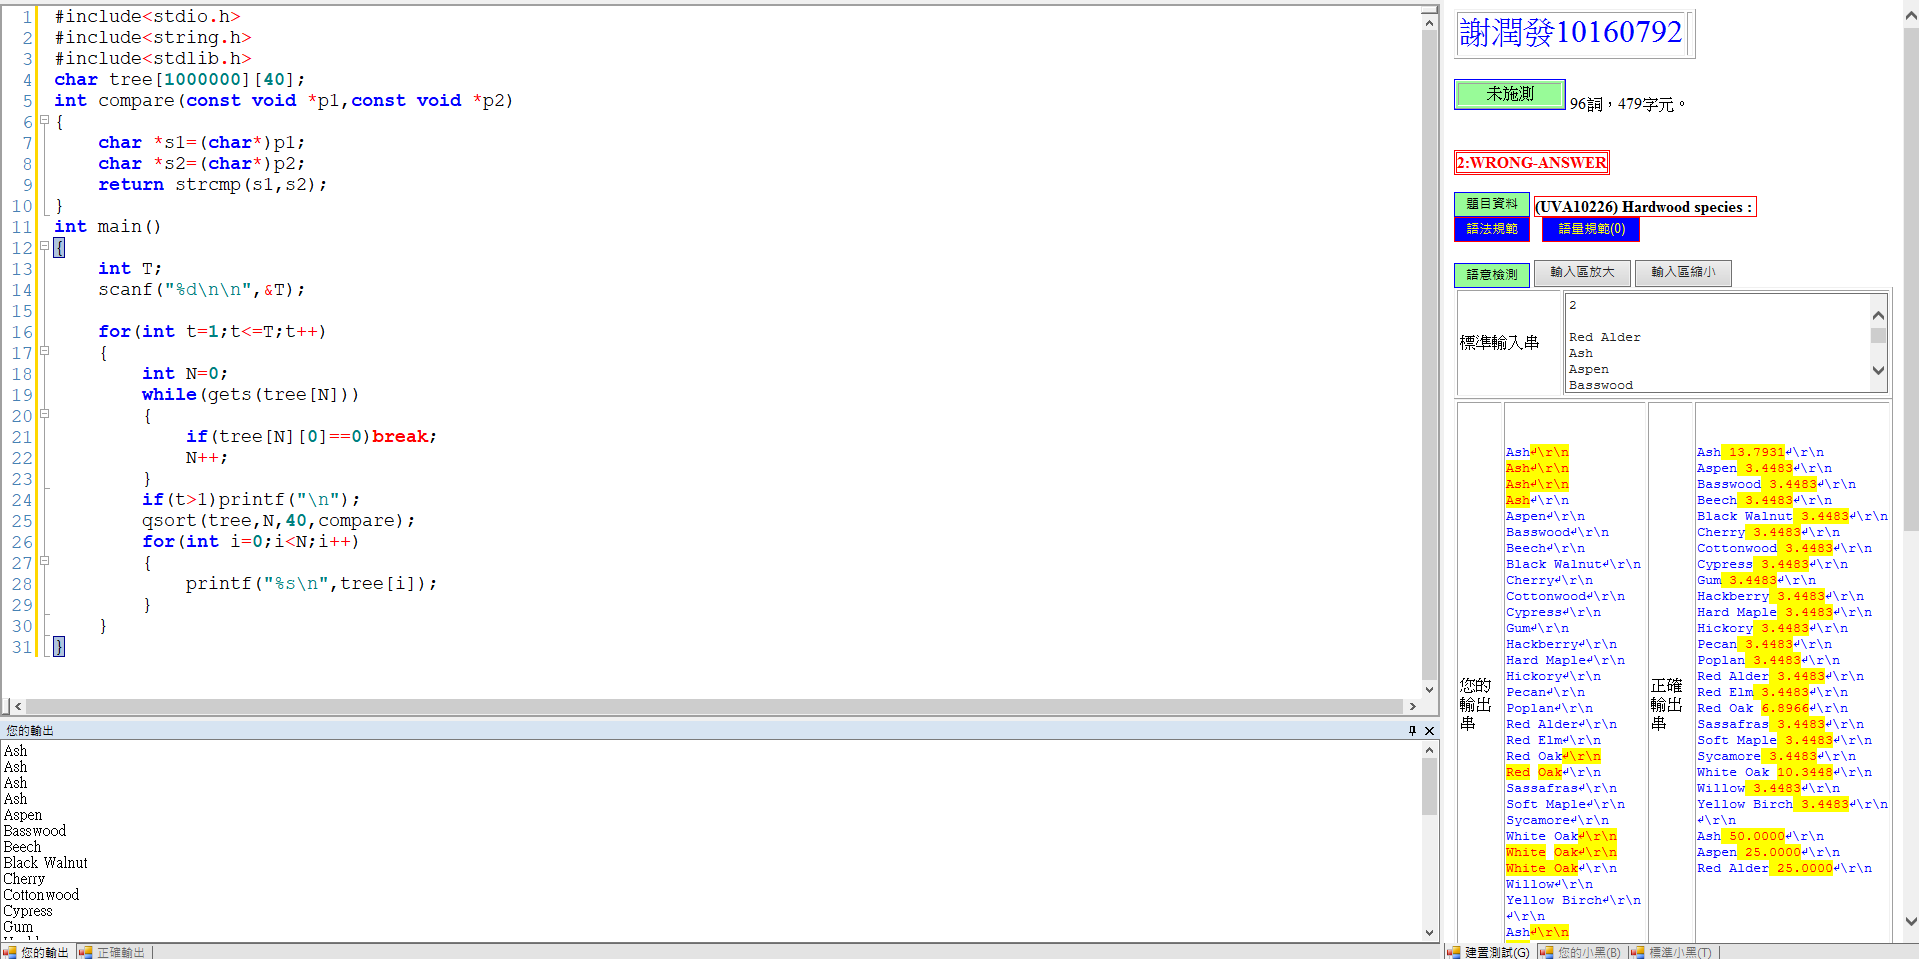 1 #include<stdio.h>
2 #include<string.h>
3 #include<stdlib.h>
4 char tree[1000000][40];
5 int compare(const void *p1,const void *p2)
6 {
7 char *s1=(char*)p1;
8 char *s2=(char*)p2;
9 return strcmp(s1,s2);
10 }
11 int main()
12 {
13 int T;
14 scanf("%d\n\n",&T);
15
16 for(int t=1;t<=T;t++)
17 {
18 int N=0;
19 while(gets(tree[N]))
20 {
21 if(tree[N][0]==0)break;
22 N++;
23 }
24 if(t>1)printf("\n");
25 qsort(tree,N,40,compare);
26 for(int i=0;i<N;i++)
27 {
28 printf("%s\n",tree[i]);
29 }
30 }
31 }
您的輸出
Ash
Ash
Ash
Ash
Aspen
Basswood
Beech
Black Walnut
Cherry
Cottonwood
Cypress
Gum
您的輸出 正確輸出
謝潤發10160792
未施測 96詞，479字元。
2:WRONG-ANSWER
題目資料 (UVA10226) Hardwood species :
語法規範 語量規範(0)
語意檢測 輸入區放大 輸入區縮小
標準輸入串
2
Red Alder
Ash
Aspen
Basswood
您的輸出串
Ash↲\r\n
Ash↲\r\n
Ash↲\r\n
Ash↲\r\n
Aspen↲\r\n
Basswood↲\r\n
Beech↲\r\n
Black Walnut↲\r\n
Cherry↲\r\n
Cottonwood↲\r\n
Cypress↲\r\n
Gum↲\r\n
Hackberry↲\r\n
Hard Maple↲\r\n
Hickory↲\r\n
Pecan↲\r\n
Poplan↲\r\n
Red Alder↲\r\n
Red Elm↲\r\n
Red Oak↲\r\n
Red Oak↲\r\n
Sassafras↲\r\n
Soft Maple↲\r\n
Sycamore↲\r\n
White Oak↲\r\n
White Oak↲\r\n
White Oak↲\r\n
Willow↲\r\n
Yellow Birch↲\r\n
↲\r\n
Ash↲\r\n
正確輸出串
Ash 13.7931↲\r\n
Aspen 3.4483↲\r\n
Basswood 3.4483↲\r\n
Beech 3.4483↲\r\n
Black Walnut 3.4483↲\r\n
Cherry 3.4483↲\r\n
Cottonwood 3.4483↲\r\n
Cypress 3.4483↲\r\n
Gum 3.4483↲\r\n
Hackberry 3.4483↲\r\n
Hard Maple 3.4483↲\r\n
Hickory 3.4483↲\r\n
Pecan 3.4483↲\r\n
Poplan 3.4483↲\r\n
Red Alder 3.4483↲\r\n
Red Elm 3.4483↲\r\n
Red Oak 6.8966↲\r\n
Sassafras 3.4483↲\r\n
Soft Maple 3.4483↲\r\n
Sycamore 3.4483↲\r\n
White Oak 10.3448↲\r\n
Willow 3.4483↲\r\n
Yellow Birch 3.4483↲\r\n
↲\r\n
Ash 50.0000↲\r\n
Aspen 25.0000↲\r\n
Red Alder 25.0000↲\r\n
建置測試(G) 您的小黑(B) 標準小黑(T)